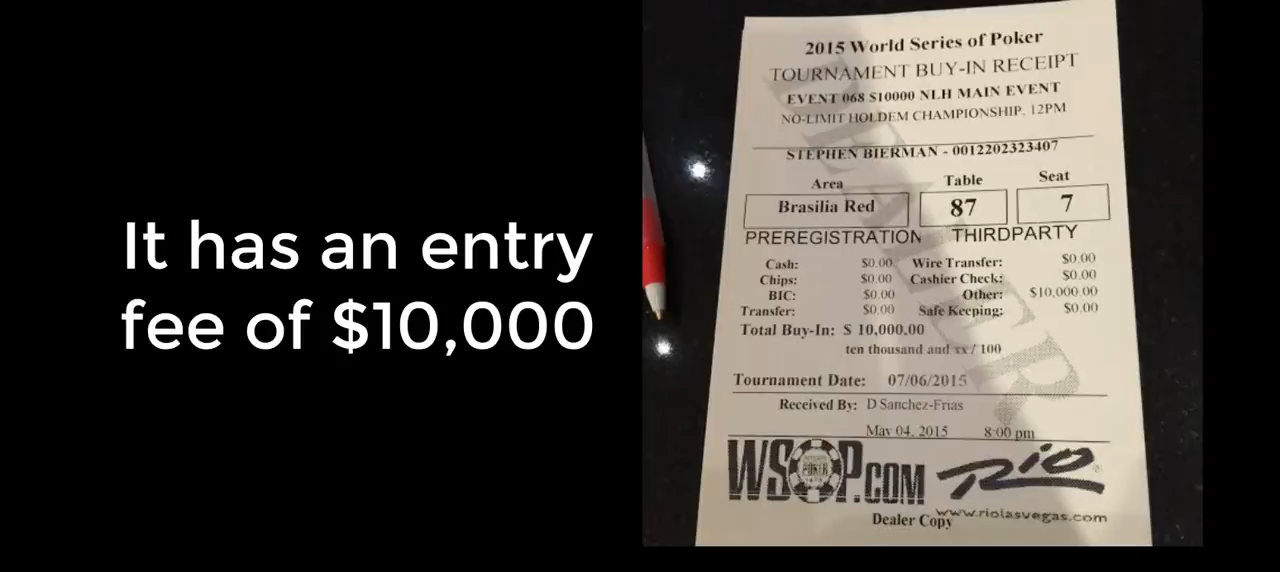 It has an entry
fee of $10,000
2015 World Series of Poker
TOURNAMENT BUY-IN RECEIPT
EVENT 068 $10000 NLH MAIN EVENT
NO-LIMIT HOLDEM CHAMPIONSHIP, 12PM
STEPHEN BIERMAN - 0012202323407
Area Table Seat
Brasilia Red 87 7
PREREGISTRATION THIRDPARTY
Cash: $0.00 Wire Transfer: $0.00
Chips: $0.00 Cashier Check: $0.00
BIC: $0.00 Other: $10,000.00
Transfer: $0.00 Safe Keeping: $0.00
Total Buy-In: $ 10,000.00
ten thousand and xx / 100
Tournament Date: 07/06/2015
Received By: D Sanchez-Frias
May 04, 2015 8:00 pm
WSOP.COM Rio
www.riolasvegas.com
Dealer Copy
DEALER